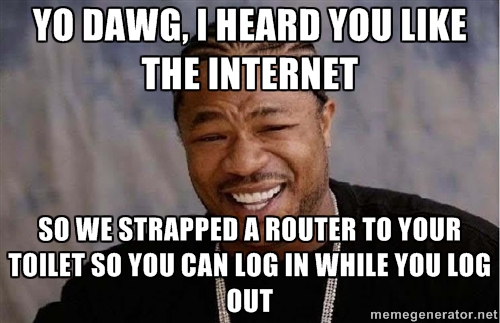 YO DAWG, I HEARD YOU LIKE
THE INTERNET
SO WE STRAPPED A ROUTER TO YOUR
TOILET SO YOU CAN LOG IN WHILE YOU LOG
OUT
memegenerator.net